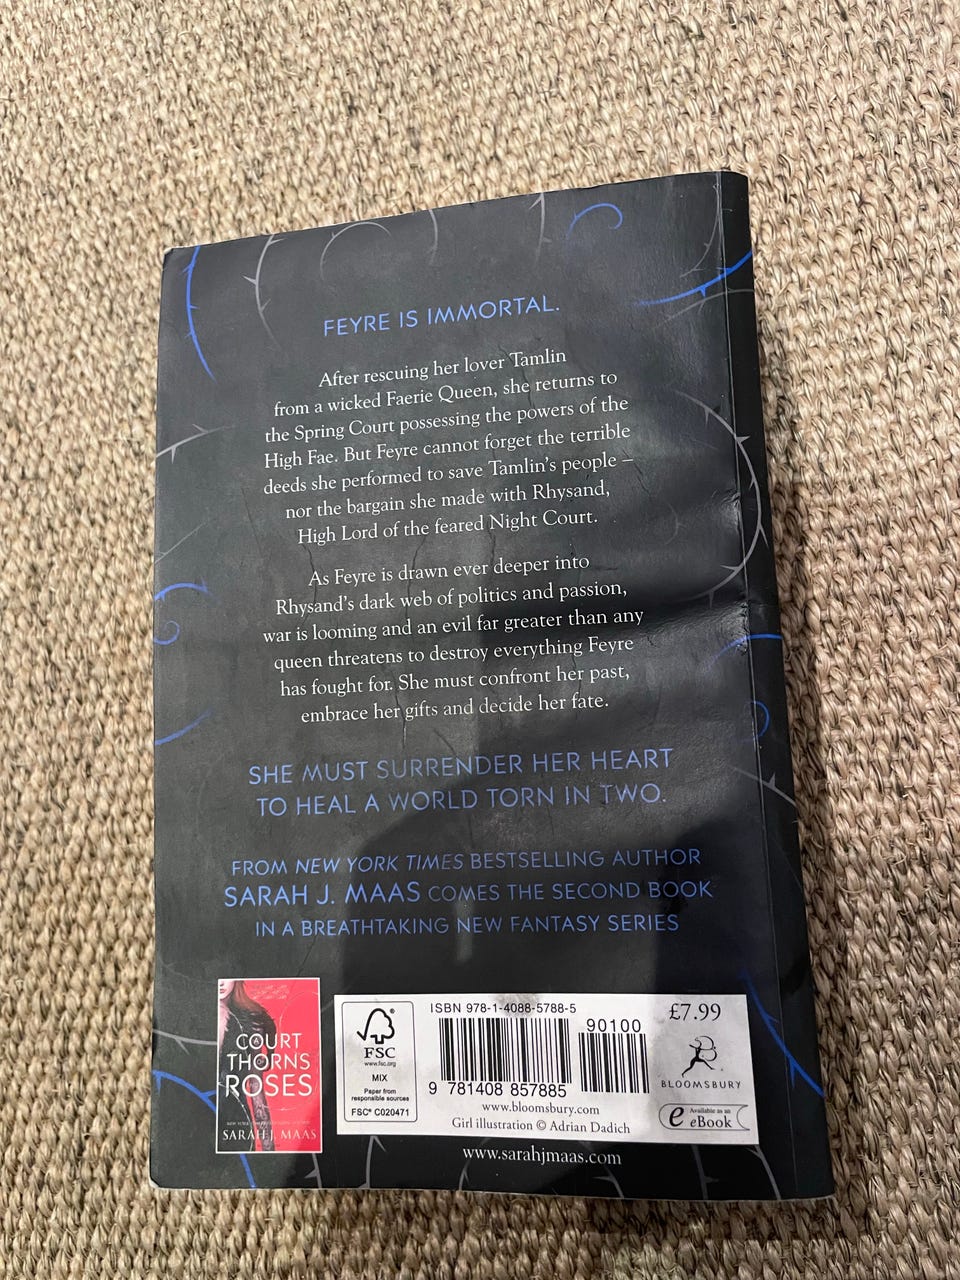 FEYRE IS IMMORTAL.
After rescuing her lover Tamlin
from a wicked Faerie Queen, she returns to
the Spring Court possessing the powers of the
High Fae. But Feyre cannot forget the terrible
deeds she performed to save Tamlin's people –
nor the bargain she made with Rhysand,
High Lord of the feared Night Court.
As Feyre is drawn ever deeper into
Rhysand's dark web of politics and passion,
war is looming and an evil far greater than any
queen threatens to destroy everything Feyre
has fought for. She must confront her past,
embrace her gifts and decide her fate.
SHE MUST SURRENDER HER HEART
TO HEAL A WORLD TORN IN TWO.
FROM NEW YORK TIMES BESTSELLING AUTHOR
SARAH J. MAAS COMES THE SECOND BOOK
IN A BREATHTAKING NEW FANTASY SERIES
A
COURT
OF
THORNS
AND
ROSES
SARAH J. MAAS
FSC
www.fsc.org
MIX
Paper from
responsible sources
FSC® C020471
ISBN 978-1-4088-5788-5
90100
9 781408 857885
www.bloomsbury.com
Girl illustration © Adrian Dadich
£7.99
BLOOMSBURY
e Available as an
eBook
www.sarahjmaas.com